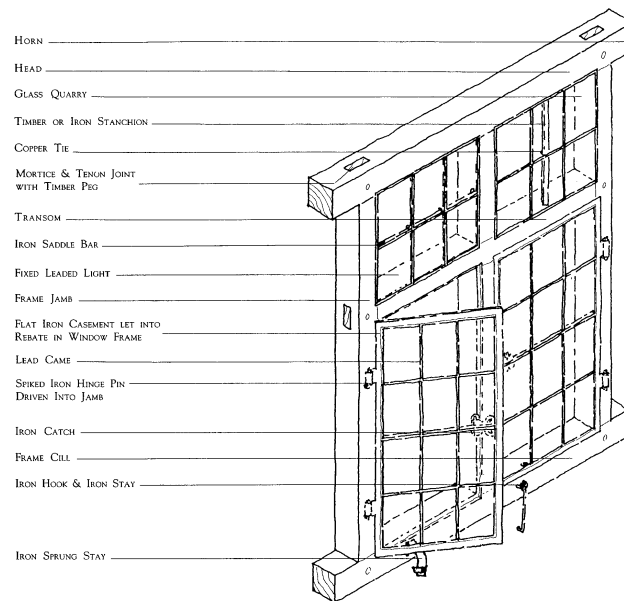 Horn
Head
Glass Quarry
Timber or Iron Stanchion
Copper Tie
Mortice & Tenon Joint
with Timber Peg
Transom
Iron Saddle Bar
Fixed Leaded Light
Frame Jamb
Flat Iron Casement let into
Rebate in Window Frame
Lead Came
Spiked Iron Hinge Pin
Driven Into Jamb
Iron Catch
Frame Cill
Iron Hook & Iron Stay
Iron Sprung Stay